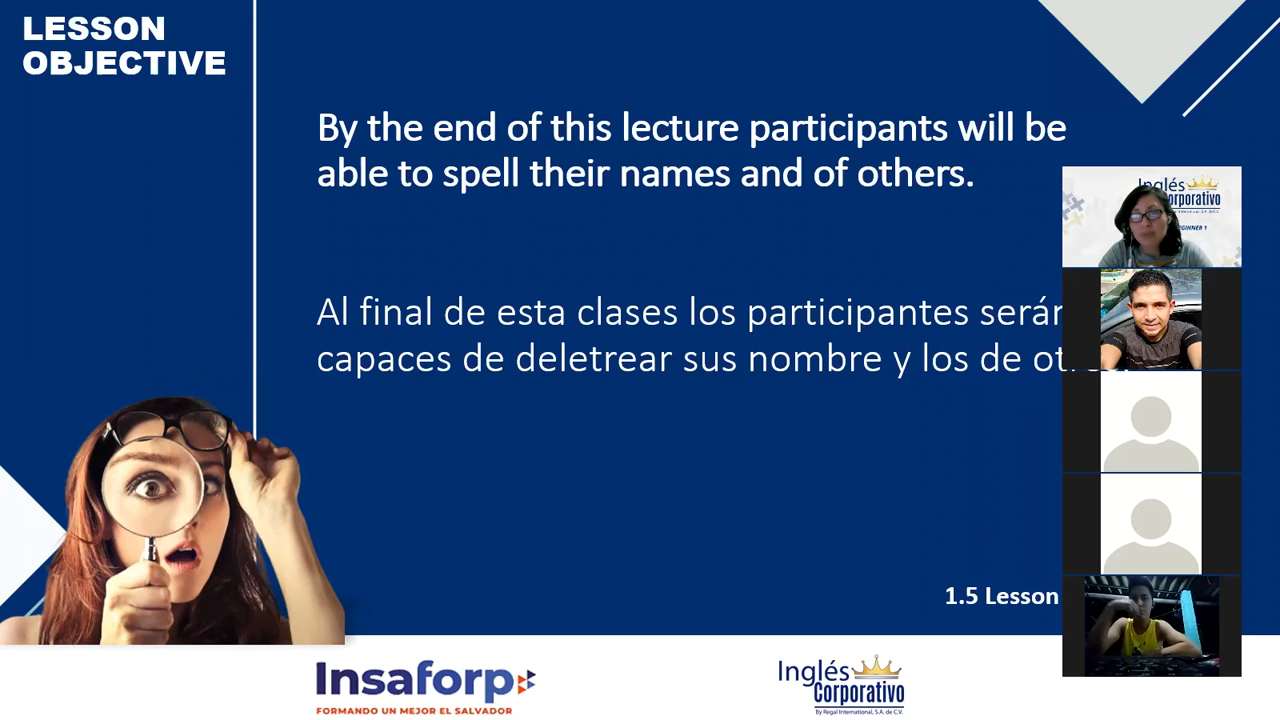 LESSON
OBJECTIVE
By the end of this lecture participants will be
able to spell their names and of others.
Al final de esta clases los participantes serán
capaces de deletrear sus nombre y los de
1.5 Lesson
Insaforp
FORMANDO UN MEJOR EL SALVADOR
Inglés
Corporativo
By Regal International, S.A. de C.V.
Inglés
Corporativo